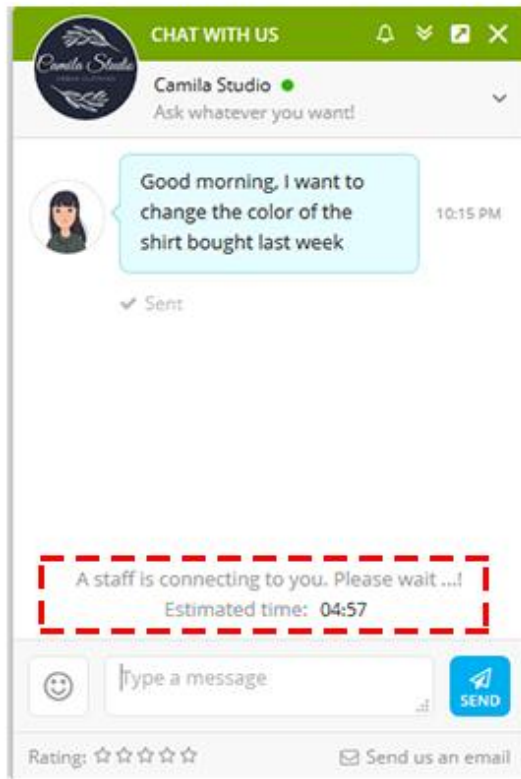 CHAT WITH US
Camila Studio
Camila Studio
Ask whatever you want!
Good morning, I want to
change the color of the
shirt bought last week
10:15 PM
Sent
A staff is connecting to you. Please wait ...!
Estimated time: 04:57
Type a message
SEND
Rating:
Send us an email